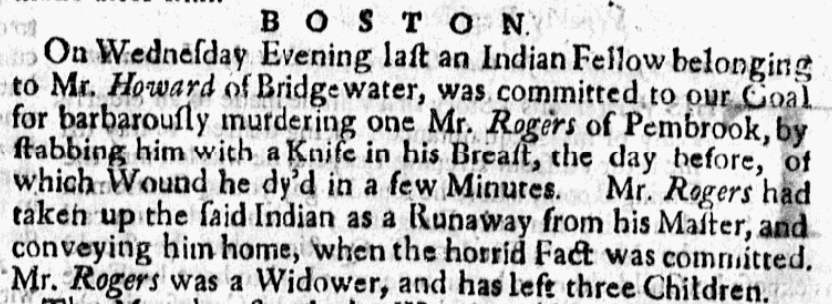 BOSTON.
On Wedneſday Evening laſt an Indian Fellow belonging
to Mr. Howard of Bridgewater, was committed to our Goal
for barbarouſly murdering one Mr. Rogers of Pembrook, by
ſtabbing him with a Knife in his Breaſt, the day before, of
which Wound he dy'd in a few Minutes. Mr. Rogers had
taken up the ſaid Indian as a Runaway from his Maſter, and
conveying him home, when the horrid Fact was committed.
Mr. Rogers was a Widower, and has left three Children